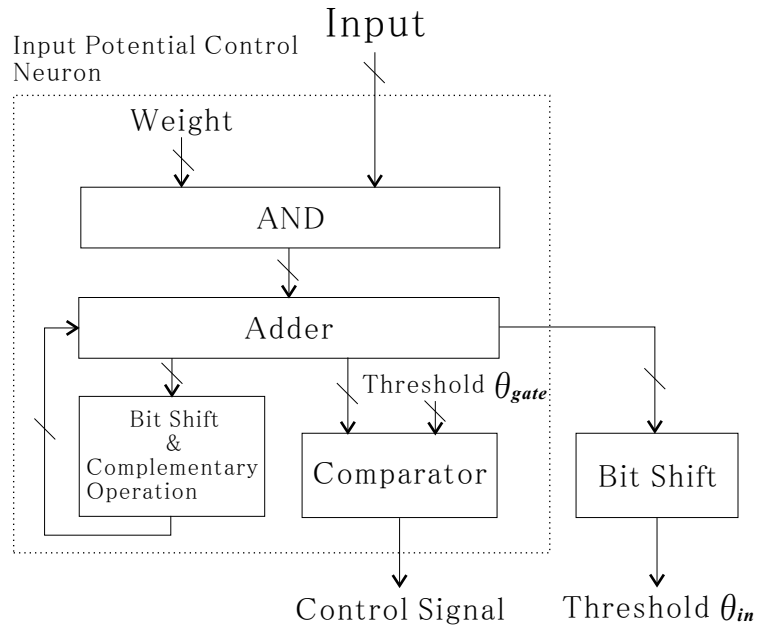 Input
Input Potential Control
Neuron
Weight
AND
Adder
Threshold θgate
Bit Shift
&
Complementary
Operation
Comparator
Bit Shift
Control Signal
Threshold θin